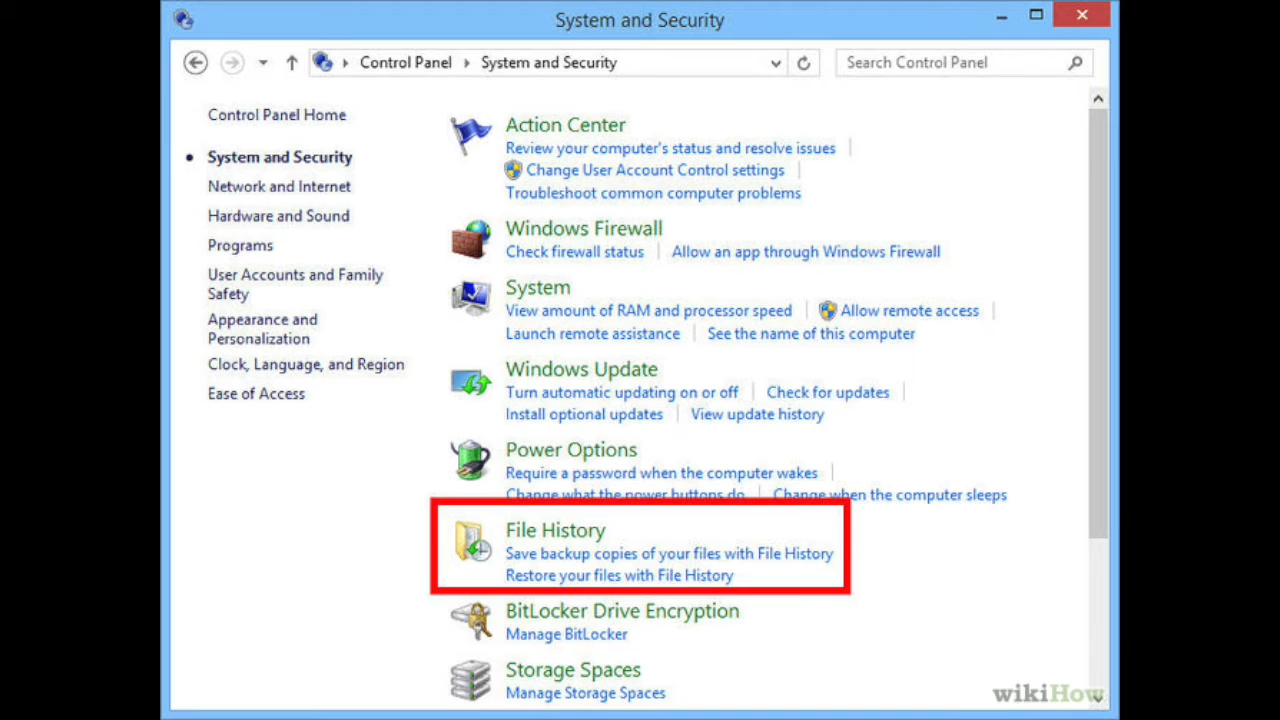 System and Security
Control Panel System and Security Search Control Panel
Control Panel Home
System and Security
Network and Internet
Hardware and Sound
Programs
User Accounts and Family
Safety
Appearance and
Personalization
Clock, Language, and Region
Ease of Access
Action Center
Review your computer's status and resolve issues
Change User Account Control settings
Troubleshoot common computer problems
Windows Firewall
Check firewall status Allow an app through Windows Firewall
System
View amount of RAM and processor speed Allow remote access
Launch remote assistance See the name of this computer
Windows Update
Turn automatic updating on or off Check for updates
Install optional updates View update history
Power Options
Require a password when the computer wakes
Change what the power buttons do Change when the computer sleeps
File History
Save backup copies of your files with File History
Restore your files with File History
BitLocker Drive Encryption
Manage BitLocker
Storage Spaces
Manage Storage Spaces
wikiHow